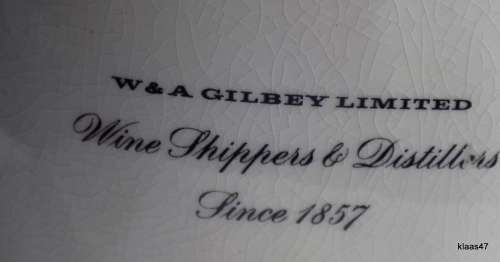 W & A GILBEY LIMITED
Wine Shippers & Distillers
Since 1857
klaas47